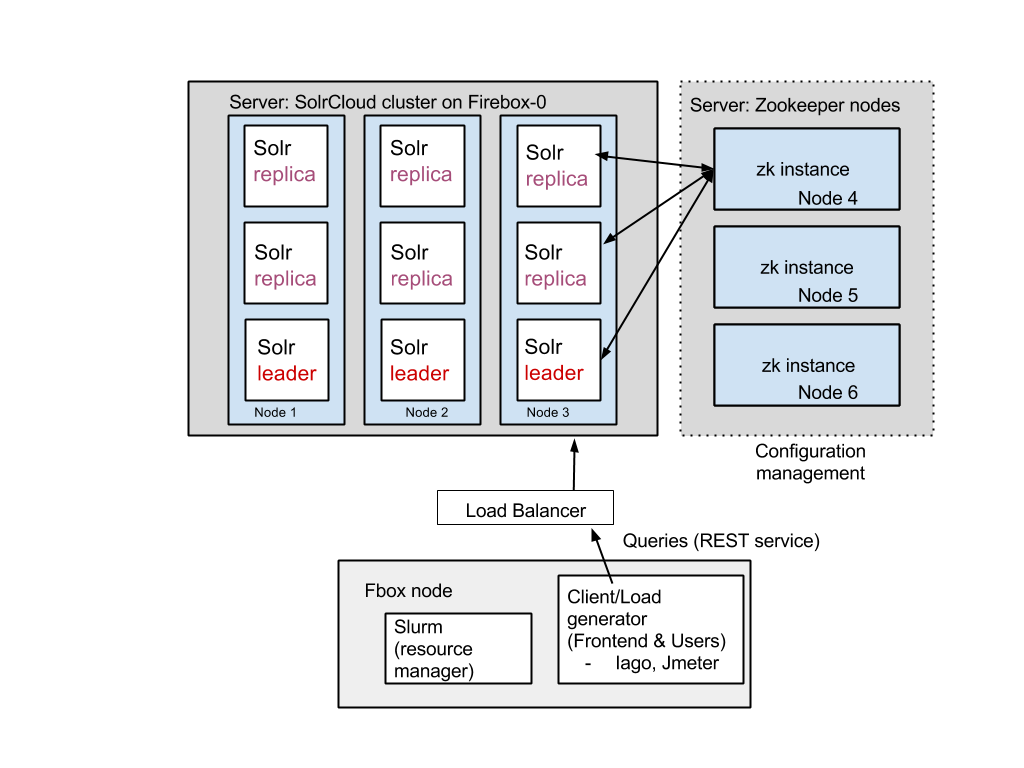 Server: SolrCloud cluster on Firebox-0
Solr
replica
Solr
replica
Solr
leader
Node 1
Solr
replica
Solr
replica
Solr
leader
Node 2
Solr
replica
Solr
replica
Solr
leader
Node 3
Server: Zookeeper nodes
zk instance
Node 4
zk instance
Node 5
zk instance
Node 6
Configuration
management
Load Balancer
Queries (REST service)
Fbox node
Slurm
(resource
manager)
Client/Load
generator
(Frontend & Users)
- Iago, Jmeter